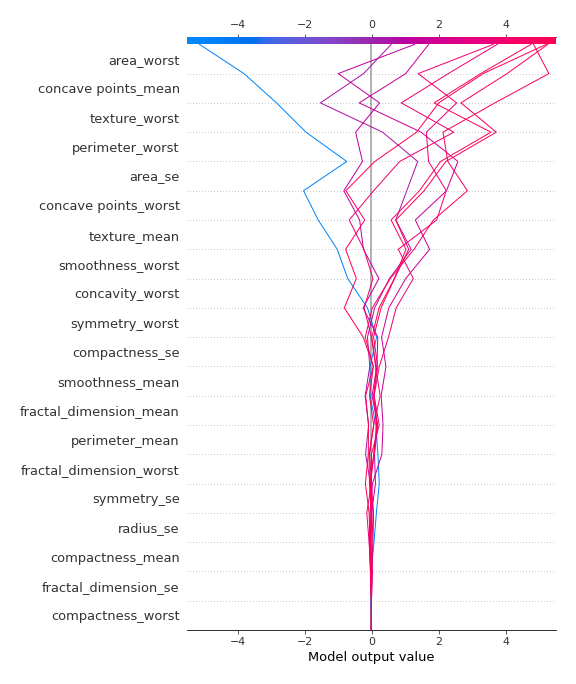 −4 −2 0 2 4
area_worst
concave points_mean
texture_worst
perimeter_worst
area_se
concave points_worst
texture_mean
smoothness_worst
concavity_worst
symmetry_worst
compactness_se
smoothness_mean
fractal_dimension_mean
perimeter_mean
fractal_dimension_worst
symmetry_se
radius_se
compactness_mean
fractal_dimension_se
compactness_worst
−4 −2 0 2 4
Model output value